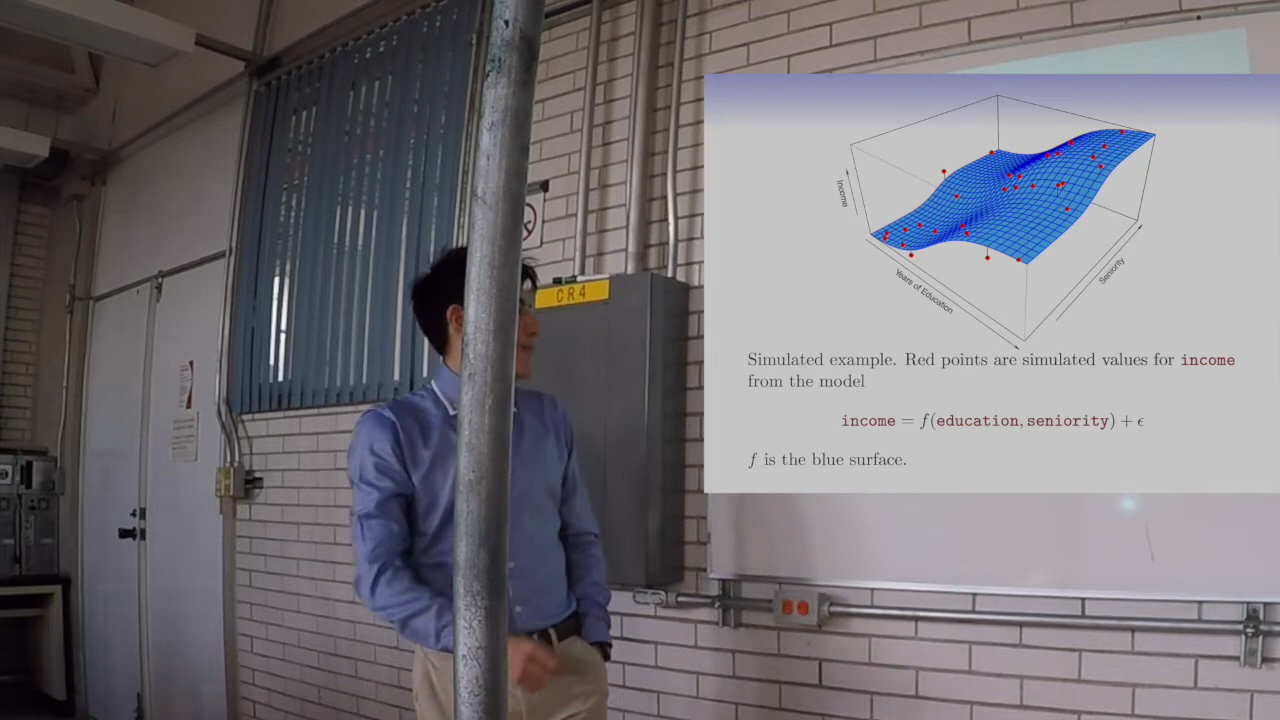 CR4
income
Years of Education
Seniority
Simulated example. Red points are simulated values for income
from the model
income = f(education, seniority) + ϵ
f is the blue surface.